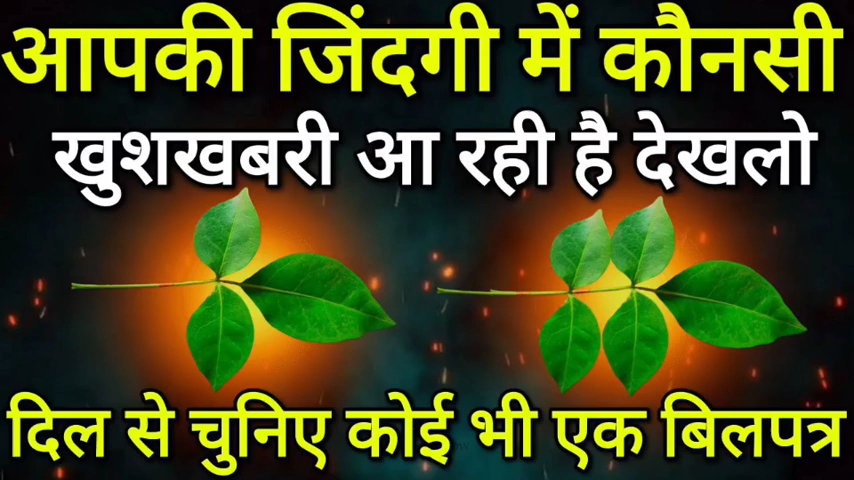 आपकी जिंदगी में कौनसी
खुशखबरी आ रही है देखलो
दिल से चुनिए कोई भी एक बिलपत्र